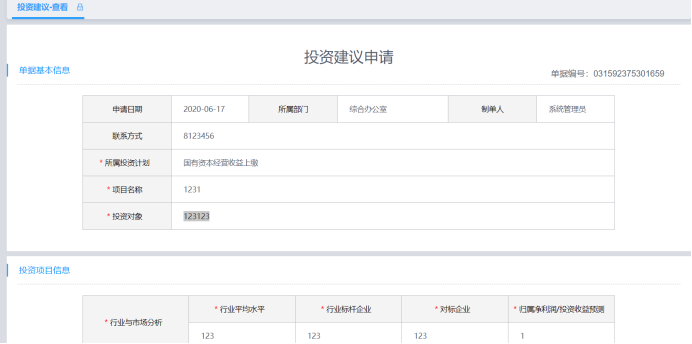 投资建议-查看
投资建议申请
单据基本信息
单据编号：031592375301659
申请日期 2020-06-17 所属部门 综合办公室 制单人 系统管理员
联系方式 8123456
* 所属投资计划 国有资本经营收益上缴
* 项目名称 1231
* 投资对象 123123
投资项目信息
* 行业与市场分析 * 行业平均水平 * 行业标杆企业 * 对标企业 * 归属净利润/投资收益预测
123 123 123 1